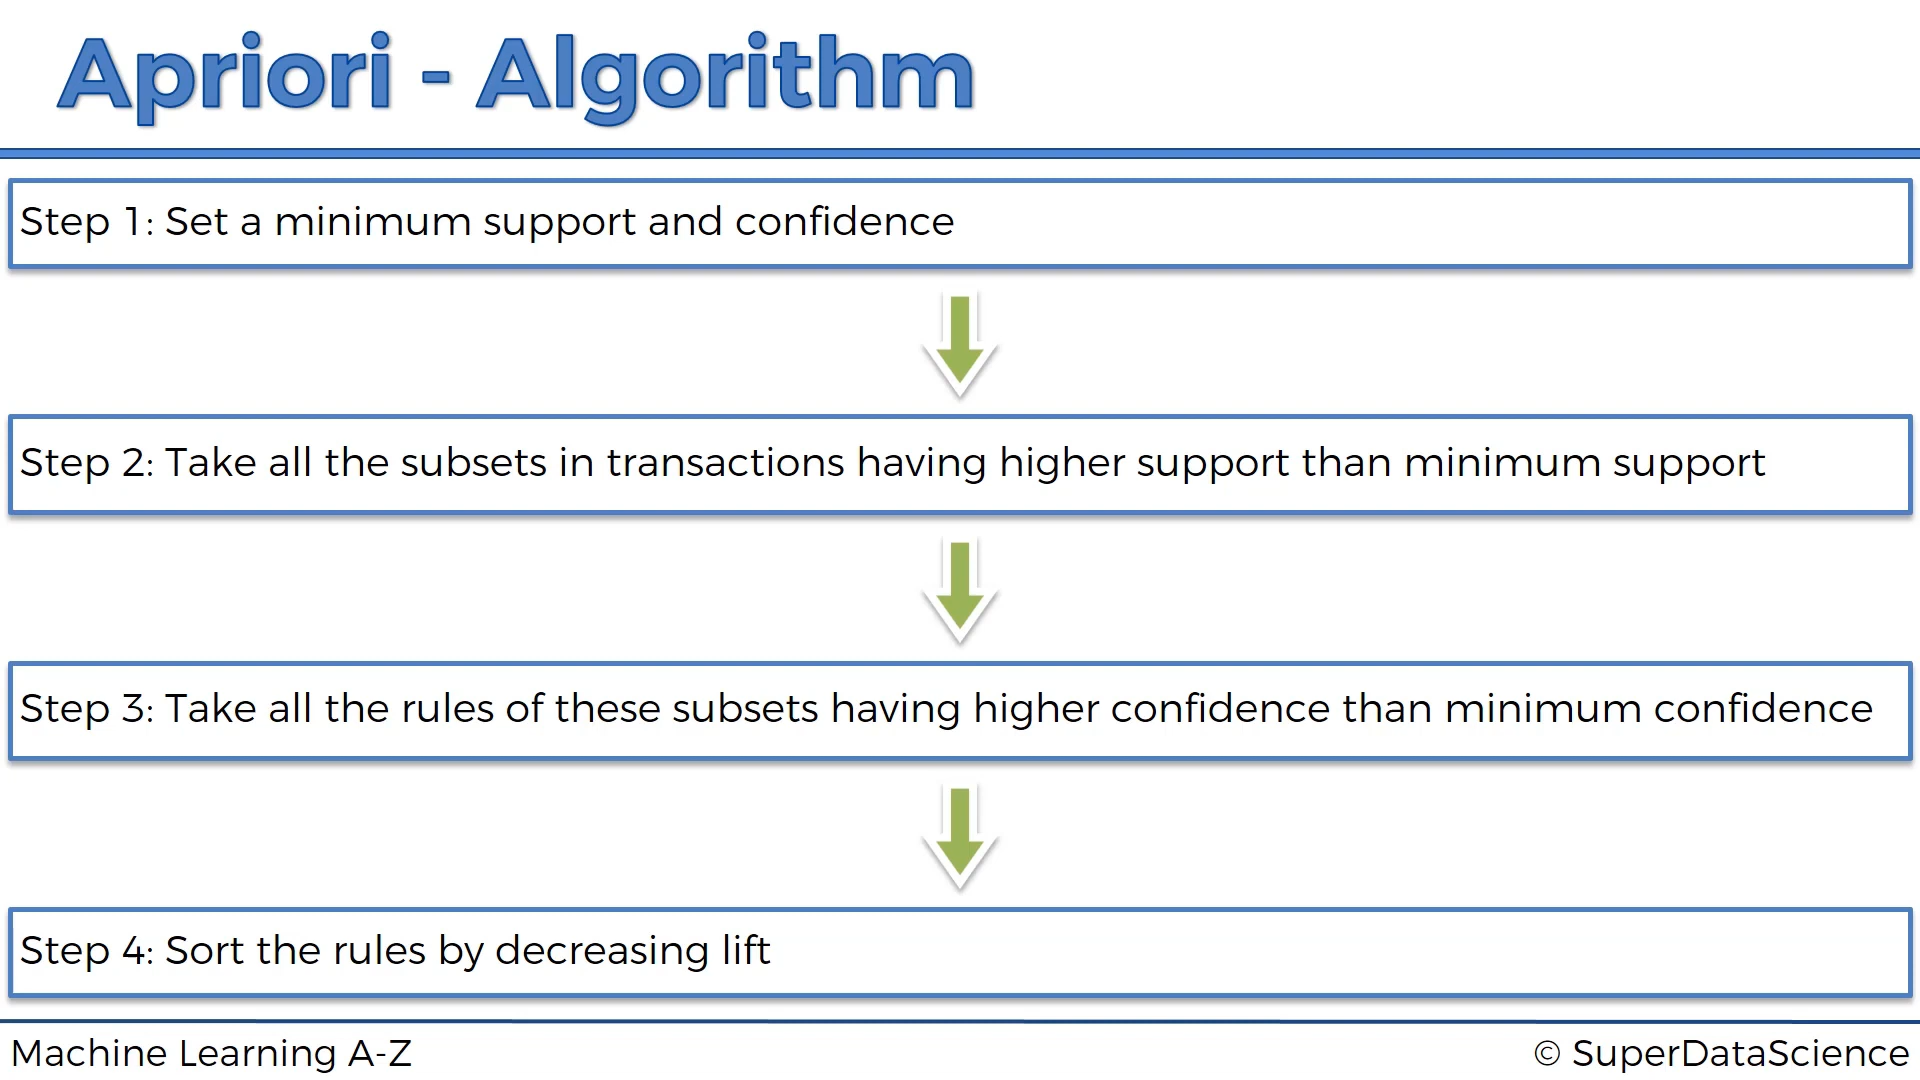 Apriori - Algorithm
Step 1: Set a minimum support and confidence
Step 2: Take all the subsets in transactions having higher support than minimum support
Step 3: Take all the rules of these subsets having higher confidence than minimum confidence
Step 4: Sort the rules by decreasing lift
Machine Learning A-Z
© SuperDataScience